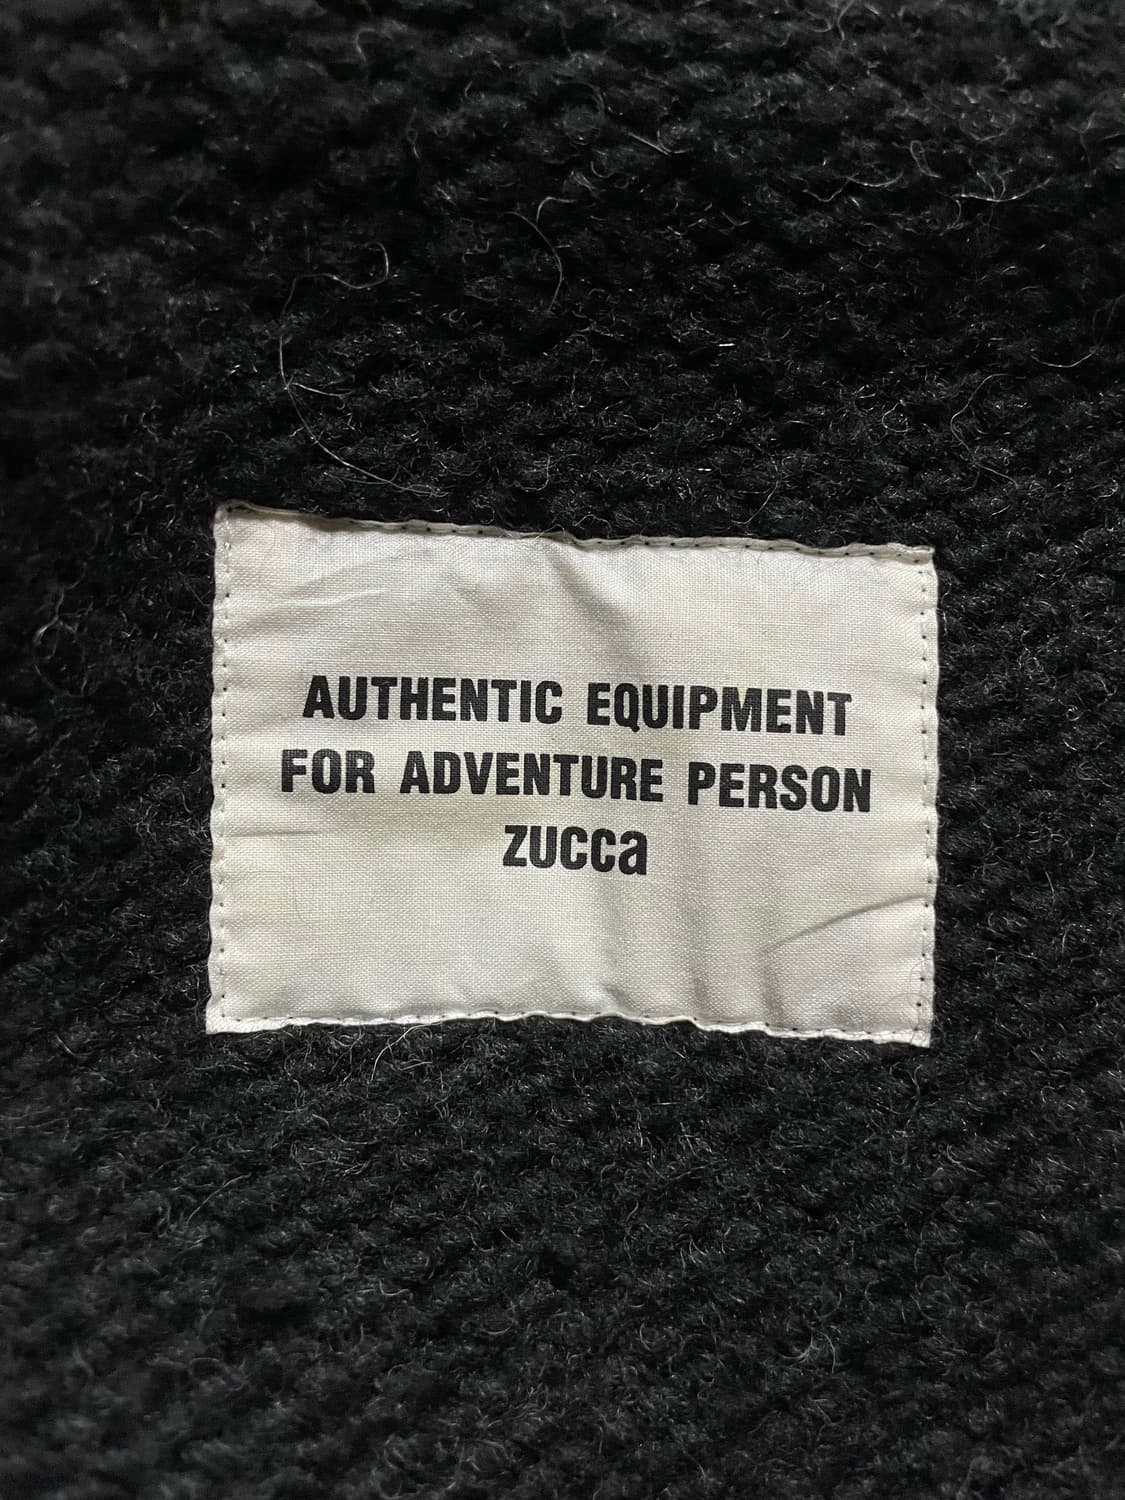 AUTHENTIC EQUIPMENT
FOR ADVENTURE PERSON
zucca